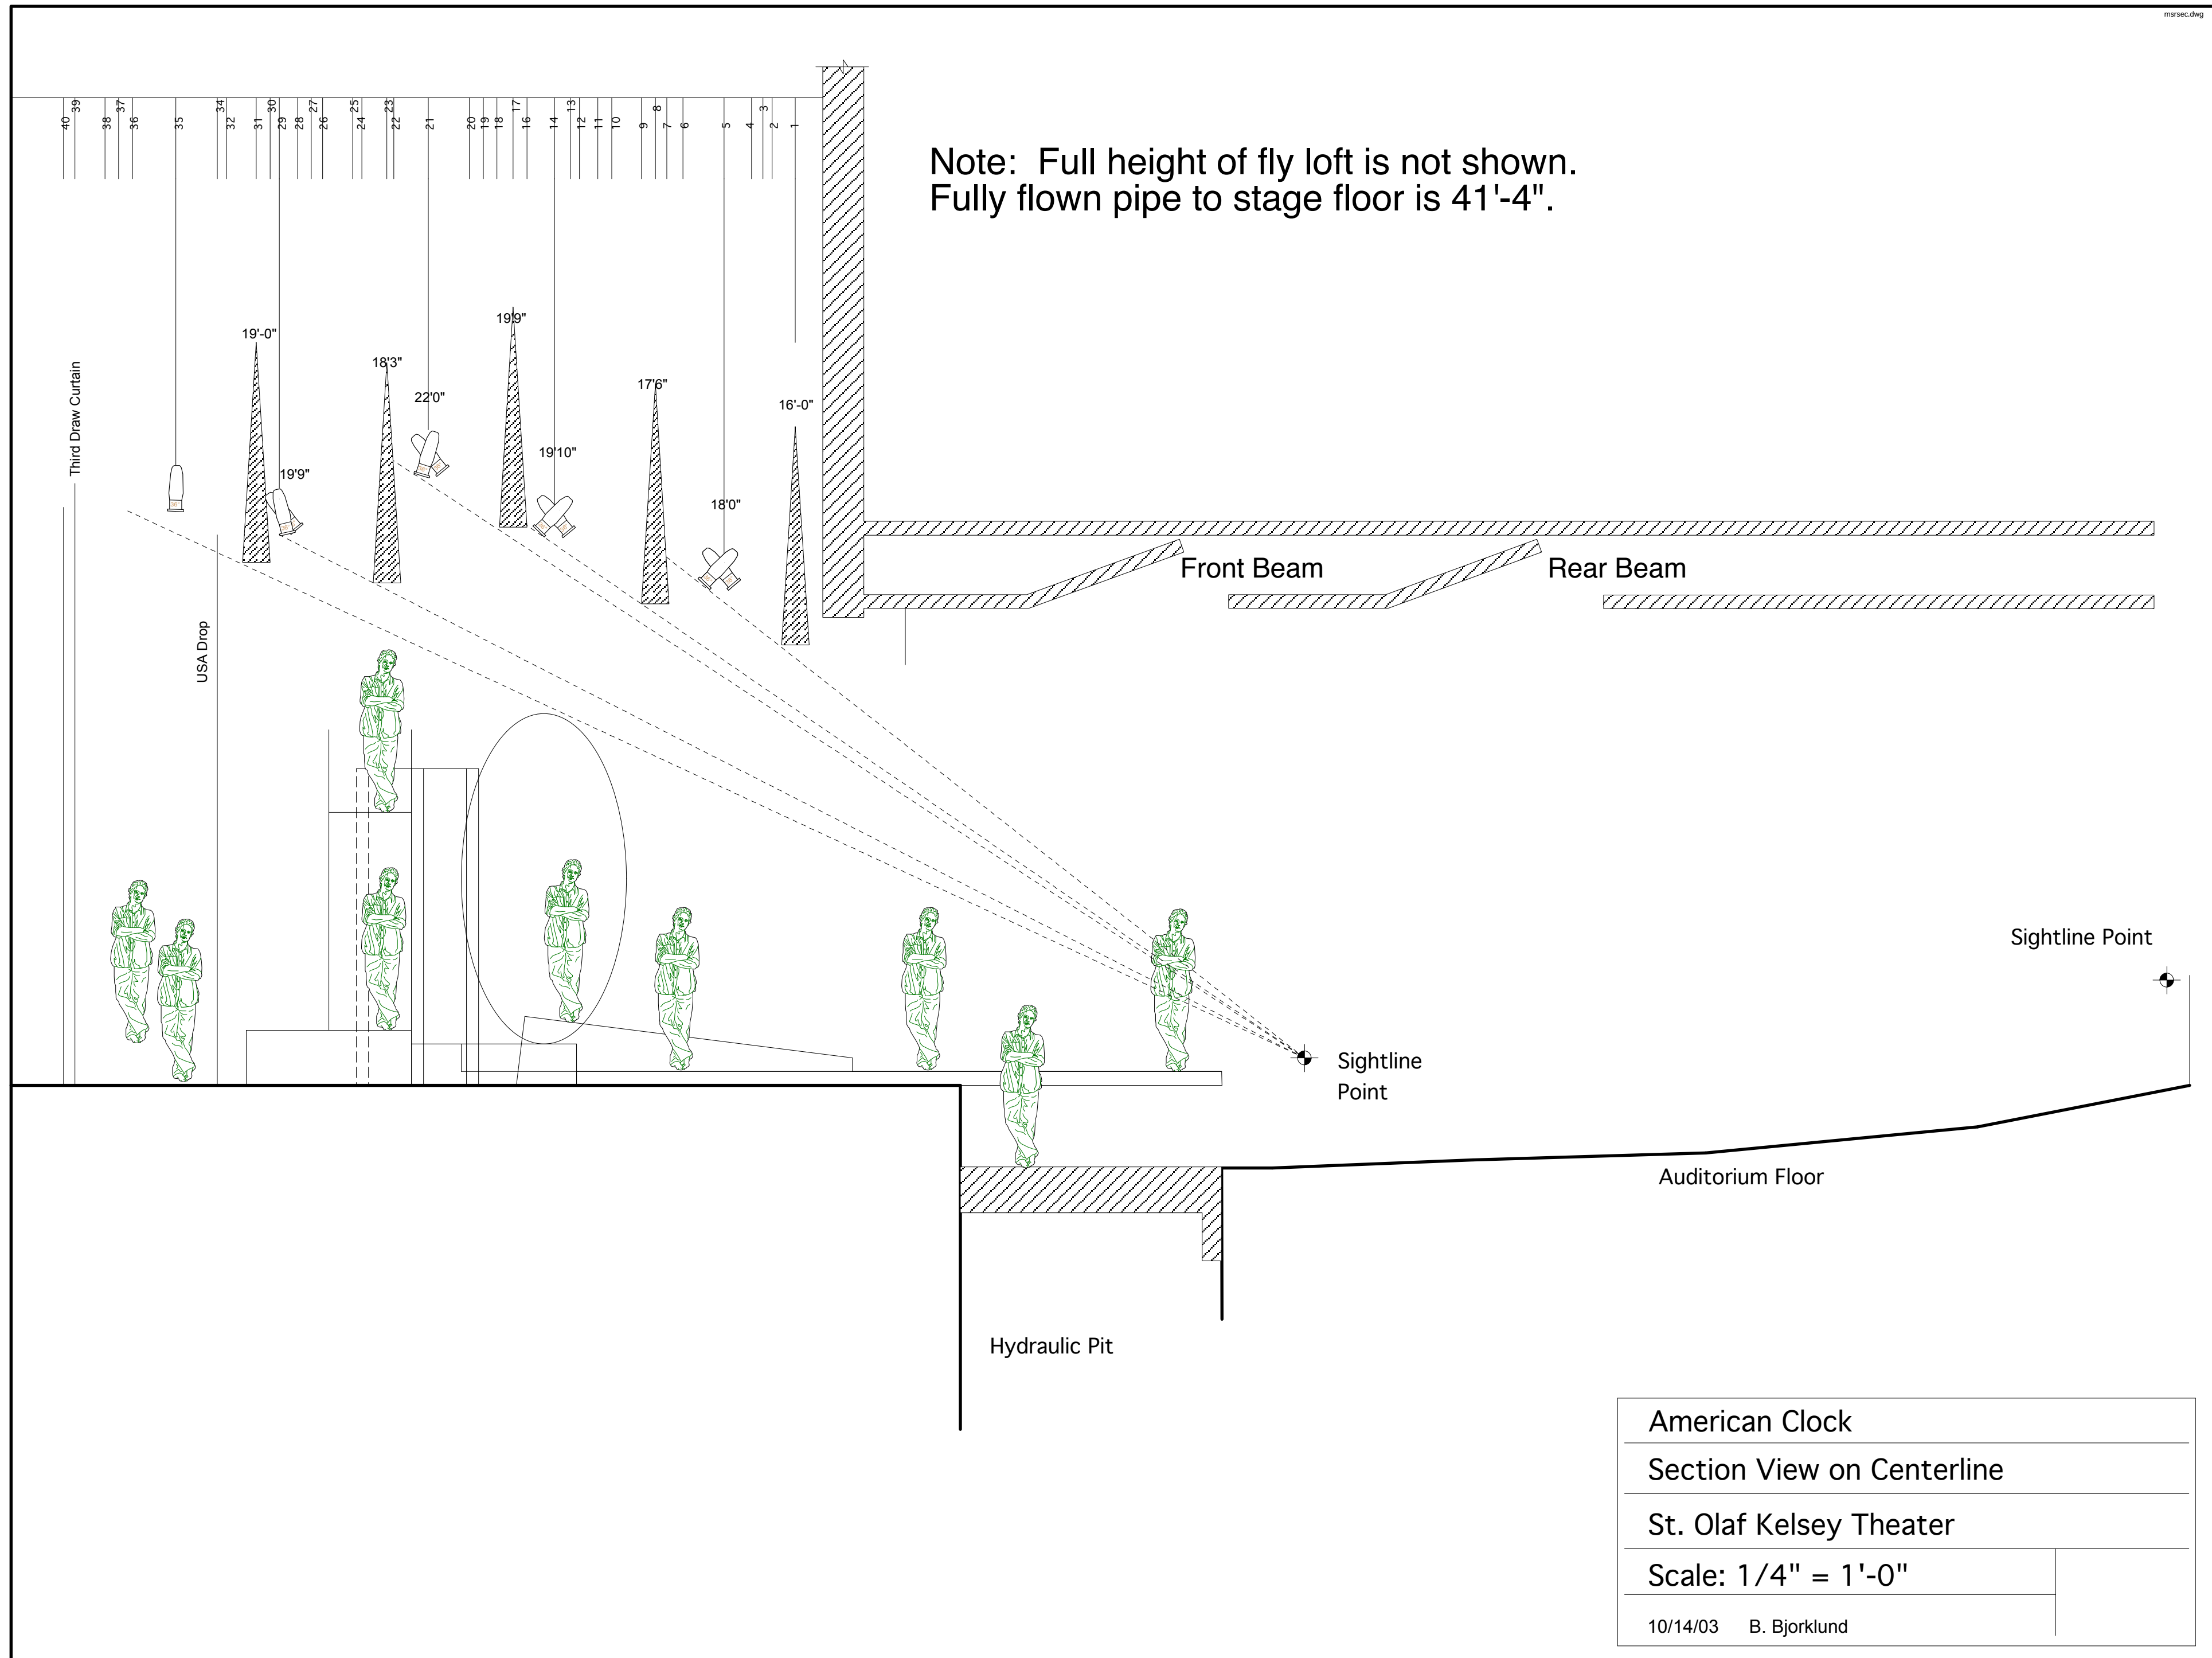 msrsec.dwg
40
39
38
37
36
35
34
32
31
30
29
28
27
26
25
24
23
22
21
20
19
18
17
16
14
13
12
11
10
9
8
7
6
5
4
3
2
1
Note: Full height of fly loft is not shown.
Fully flown pipe to stage floor is 41'-4".
19'-0"
18'3"
22'0"
19'9"
19'10"
17'6"
16'-0"
19'9"
18'0"
Third Draw Curtain
USA Drop
Front Beam
Rear Beam
Sightline Point
Sightline
Point
Auditorium Floor
Hydraulic Pit
American Clock
Section View on Centerline
St. Olaf Kelsey Theater
Scale: 1/4" = 1'-0"
10/14/03 B. Bjorklund